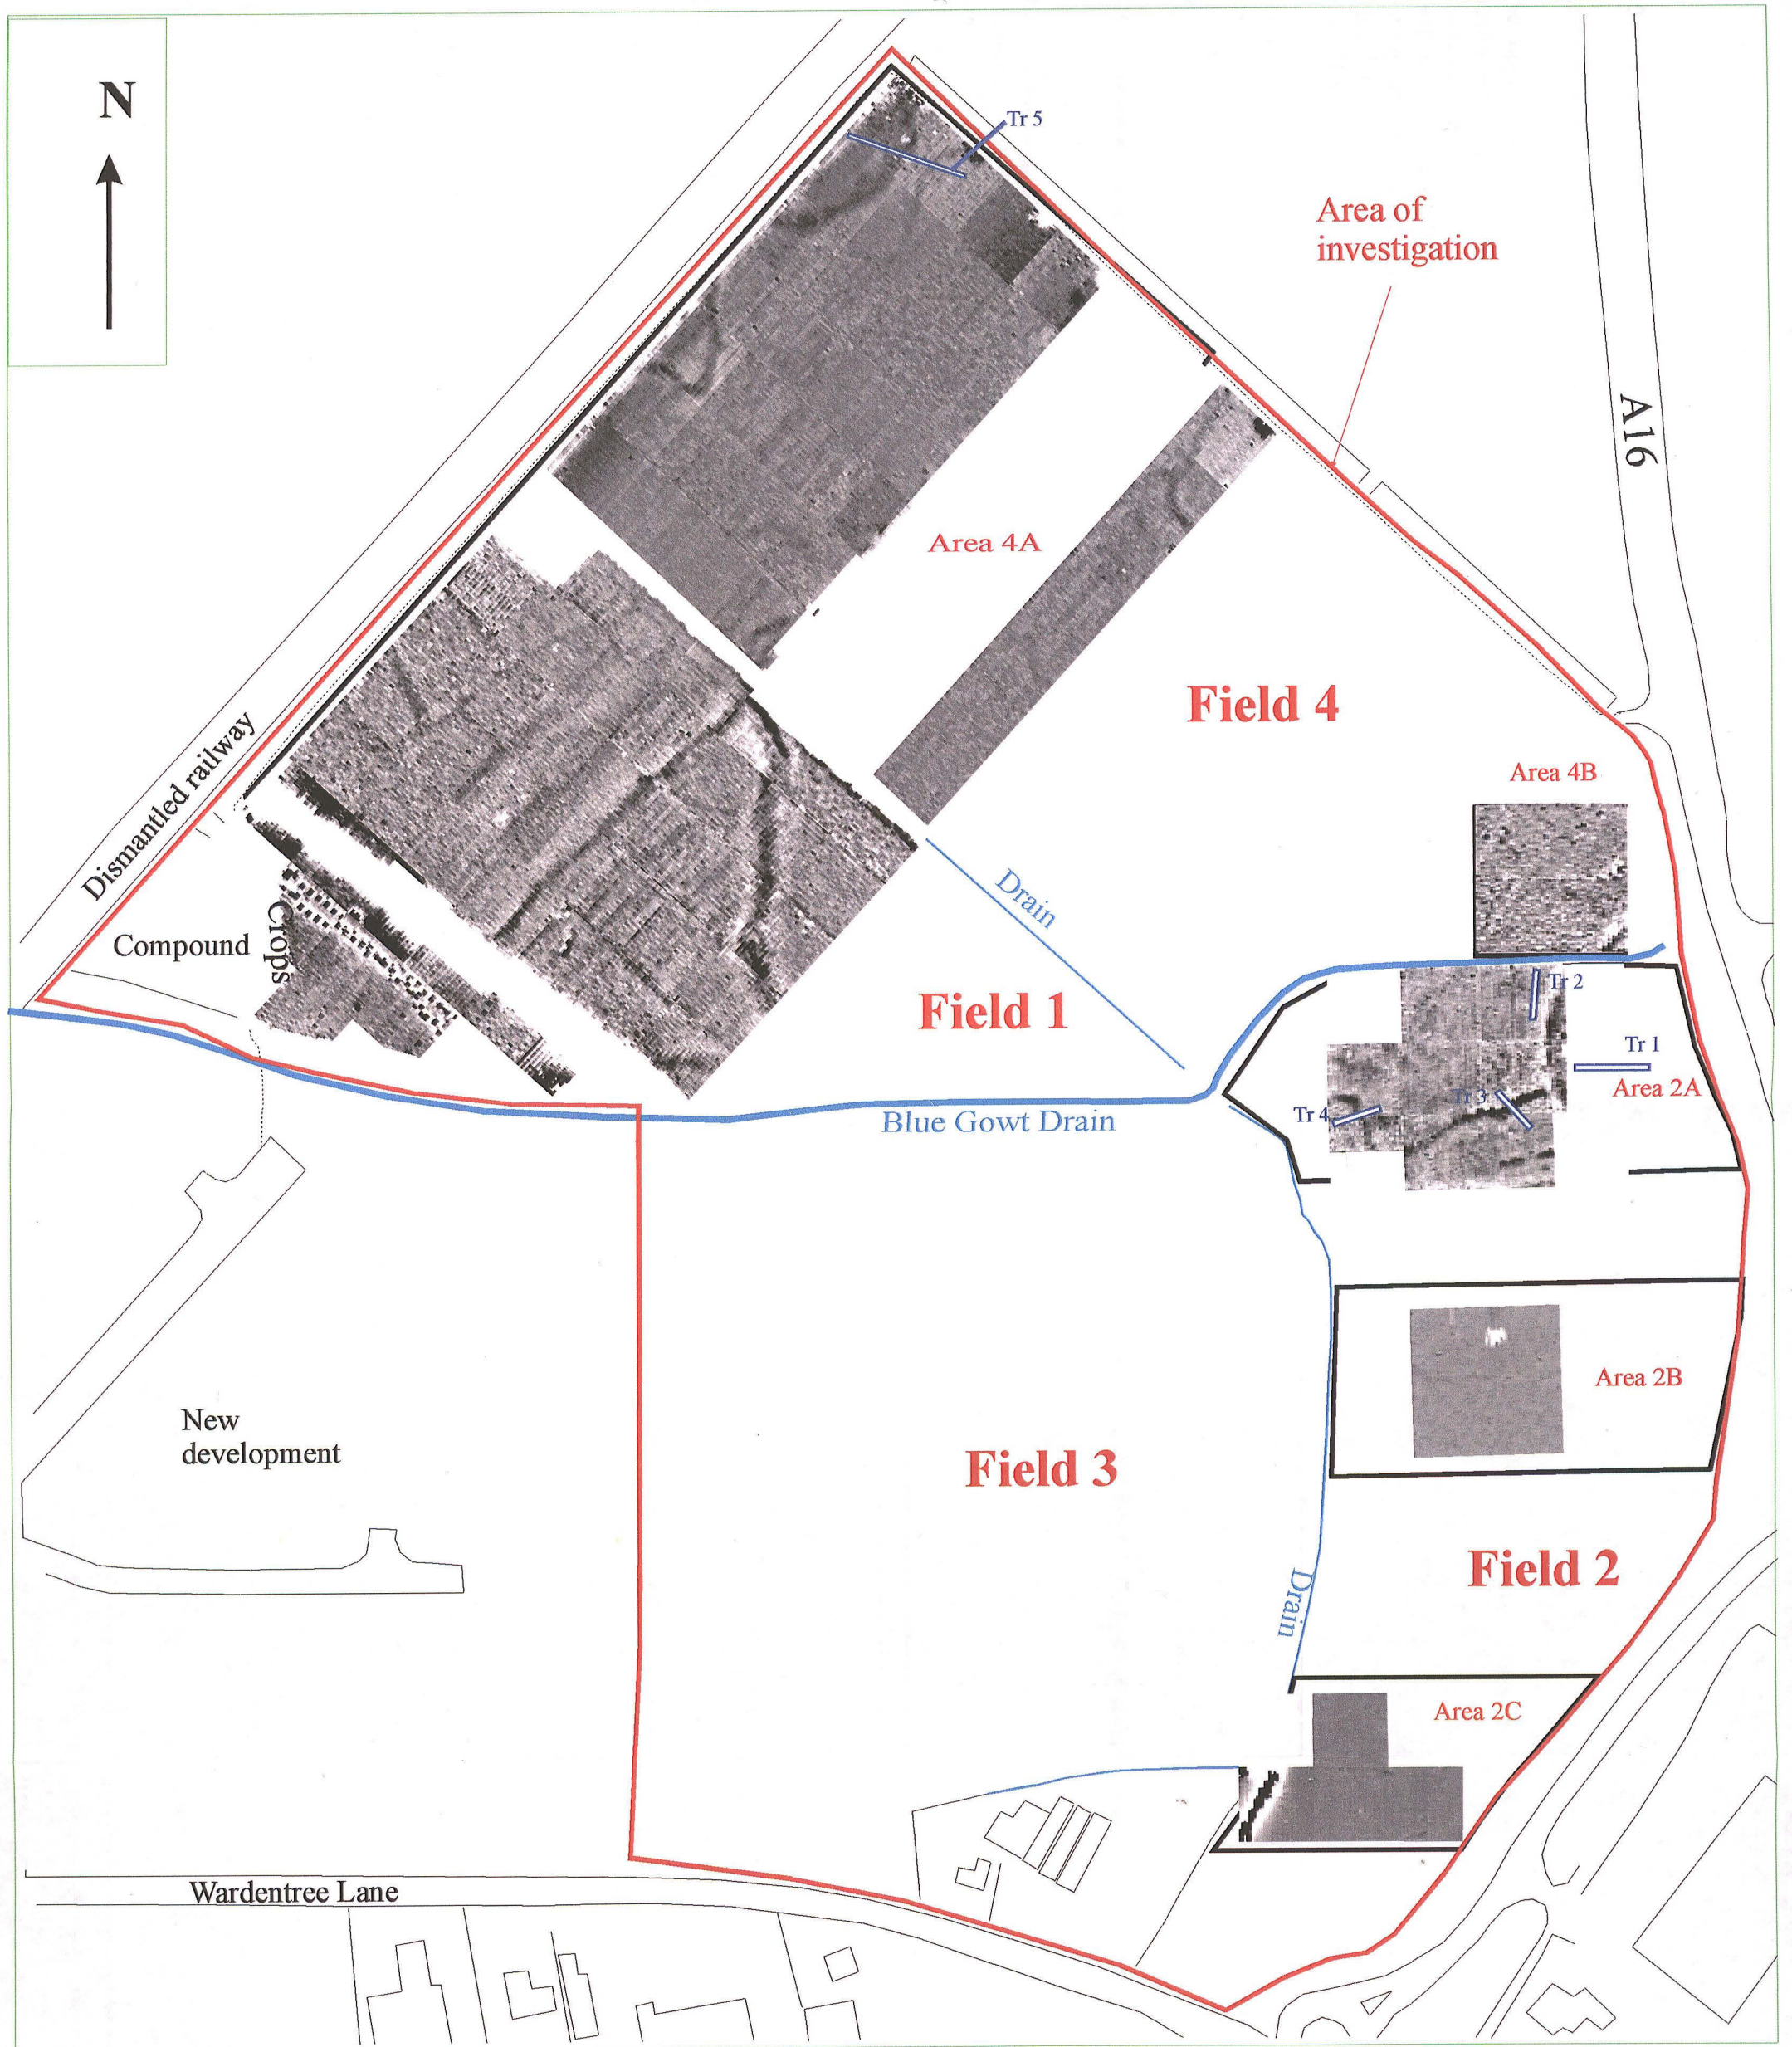 N
Tr 5
Area of
investigation
A16
Area 4A
Field 4
Dismantled railway
Area 4B
Drain
Compound
Crops
Field 1
Tr 2
Tr 1
Area 2A
Tr 3
Tr 4
Blue Gowt Drain
Area 2B
New
development
Field 3
Field 2
Drain
Area 2C
Wardentree Lane